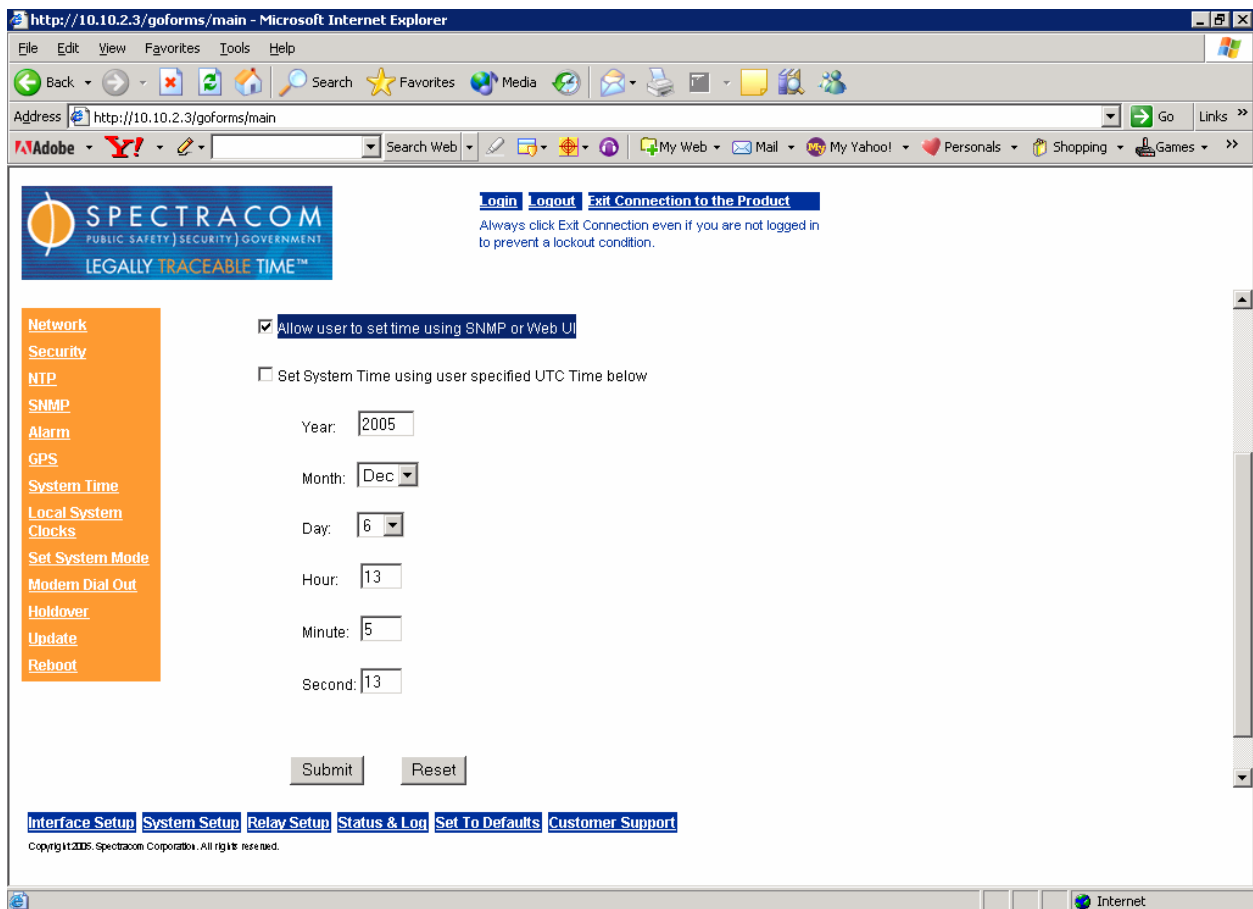 http://10.10.2.3/goforms/main - Microsoft Internet Explorer
File Edit View Favorites Tools Help
Back Search Favorites Media
Address http://10.10.2.3/goforms/main Go Links »
Adobe Y! Search Web My Web Mail My Yahoo! Personals Shopping Games »
SPECTRACOM
PUBLIC SAFETY ) SECURITY ) GOVERNMENT
LEGALLY TRACEABLE TIME™
Login Logout Exit Connection to the Product
Always click Exit Connection even if you are not logged in
to prevent a lockout condition.
Network
Security
NTP
SNMP
Alarm
GPS
System Time
Local System
Clocks
Set System Mode
Modem Dial Out
Holdover
Update
Reboot
Allow user to set time using SNMP or Web UI
Set System Time using user specified UTC Time below
Year: 2005
Month: Dec
Day: 6
Hour: 13
Minute: 5
Second: 13
Submit Reset
Interface Setup System Setup Relay Setup Status & Log Set To Defaults Customer Support
Copyright 2005. Spectracom Corporation. All rights reserved.
Internet